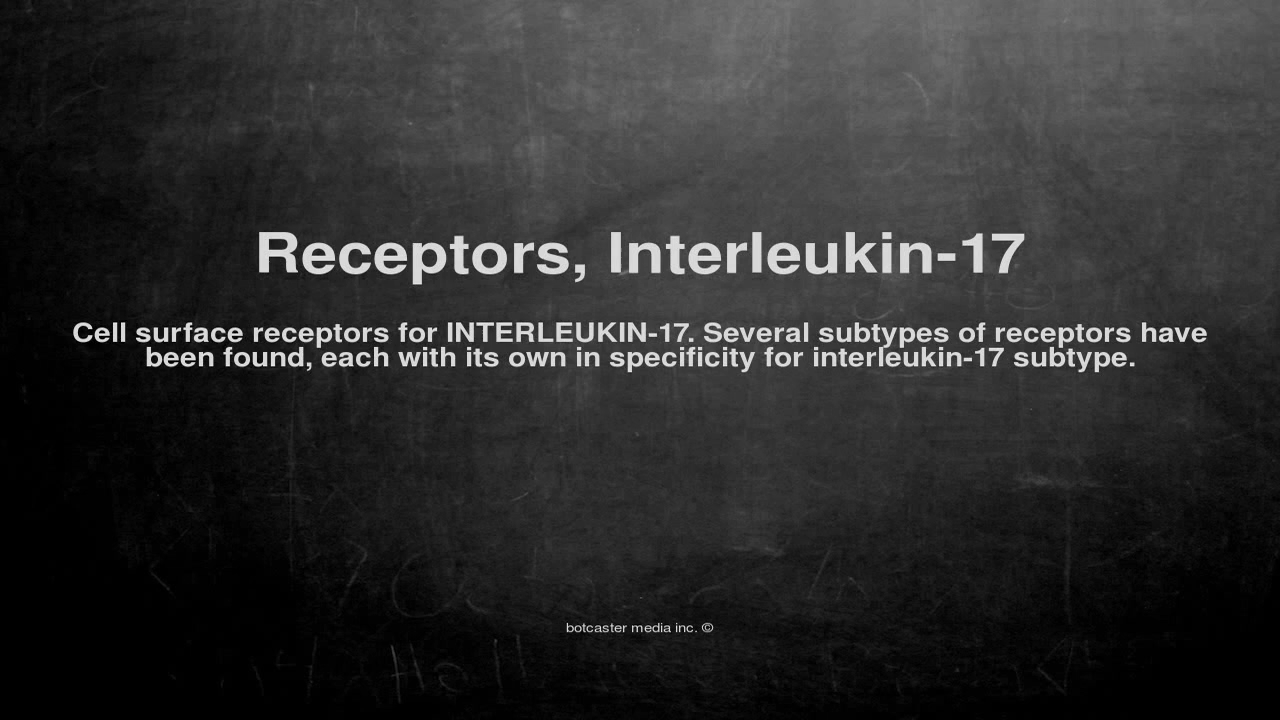 Receptors, Interleukin-17
Cell surface receptors for INTERLEUKIN-17. Several subtypes of receptors have
been found, each with its own in specificity for interleukin-17 subtype.
botcaster media inc. ©